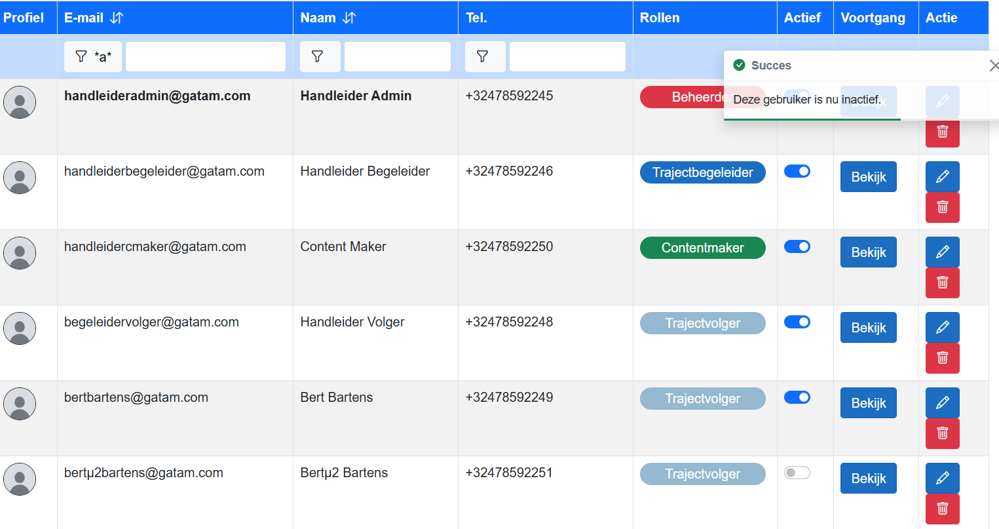 Profiel E-mail Naam Tel. Rollen Actief Voortgang Actie
*a*
Succes
Deze gebruiker is nu inactief.
handleideradmin@gatam.com Handleider Admin +32478592245 Beheerder
handleiderbegeleider@gatam.com Handleider Begeleider +32478592246 Trajectbegeleider Bekijk
handleidercmaker@gatam.com Content Maker +32478592250 Contentmaker Bekijk
begeleidervolger@gatam.com Handleider Volger +32478592248 Trajectvolger Bekijk
bertbartens@gatam.com Bert Bartens +32478592249 Trajectvolger Bekijk
bertµ2bartens@gatam.com Bertµ2 Bartens +32478592251 Trajectvolger Bekijk